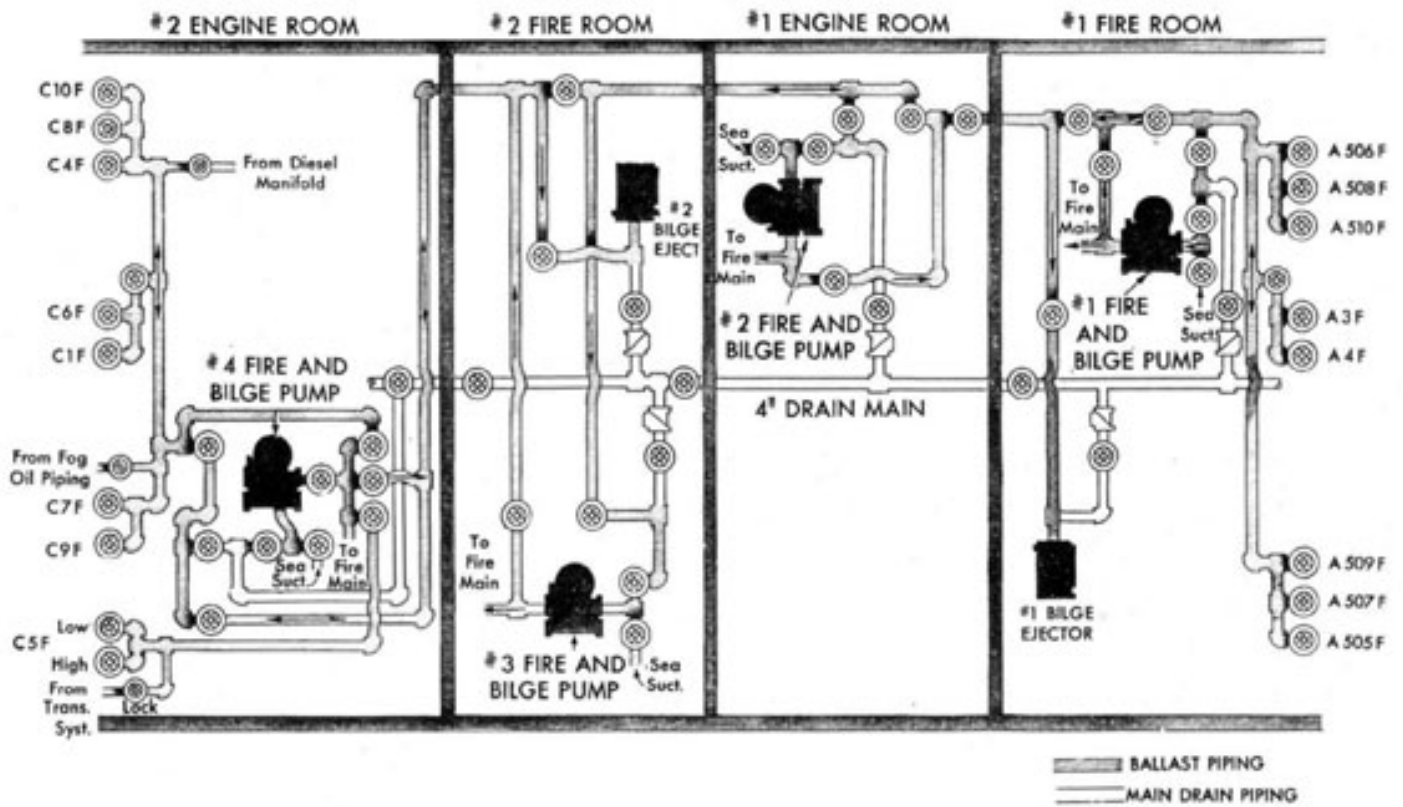 #2 ENGINE ROOM
#2 FIRE ROOM
#1 ENGINE ROOM
#1 FIRE ROOM
C10F
C8F
C4F
From Diesel
Manifold
C6F
C1F
#4 FIRE AND
BILGE PUMP
From Fog
Oil Piping
C7F
C9F
Sea
Suct.
To
Fire
Main
Low
C5F
High
From
Trans.
Syst.
Lock
#2
BILGE
EJECT
To
Fire
Main
#3 FIRE AND
BILGE PUMP
Sea
Suct.
Sea
Suct.
To
Fire
Main
#2 FIRE AND
BILGE PUMP
4" DRAIN MAIN
To
Fire
Main
#1 FIRE
AND
BILGE PUMP
Sea
Suct.
#1 BILGE
EJECTOR
A 506 F
A 508 F
A 510 F
A 3 F
A 4 F
A 509 F
A 507 F
A 505 F
BALLAST PIPING
MAIN DRAIN PIPING